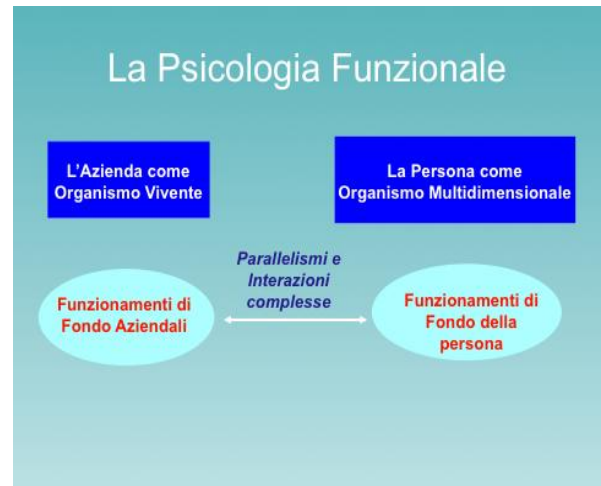 La Psicologia Funzionale
L'Azienda come
Organismo Vivente
La Persona come
Organismo Multidimensionale
Parallelismi e
Interazioni
complesse
Funzionamenti di
Fondo Aziendali
Funzionamenti di
Fondo della
persona